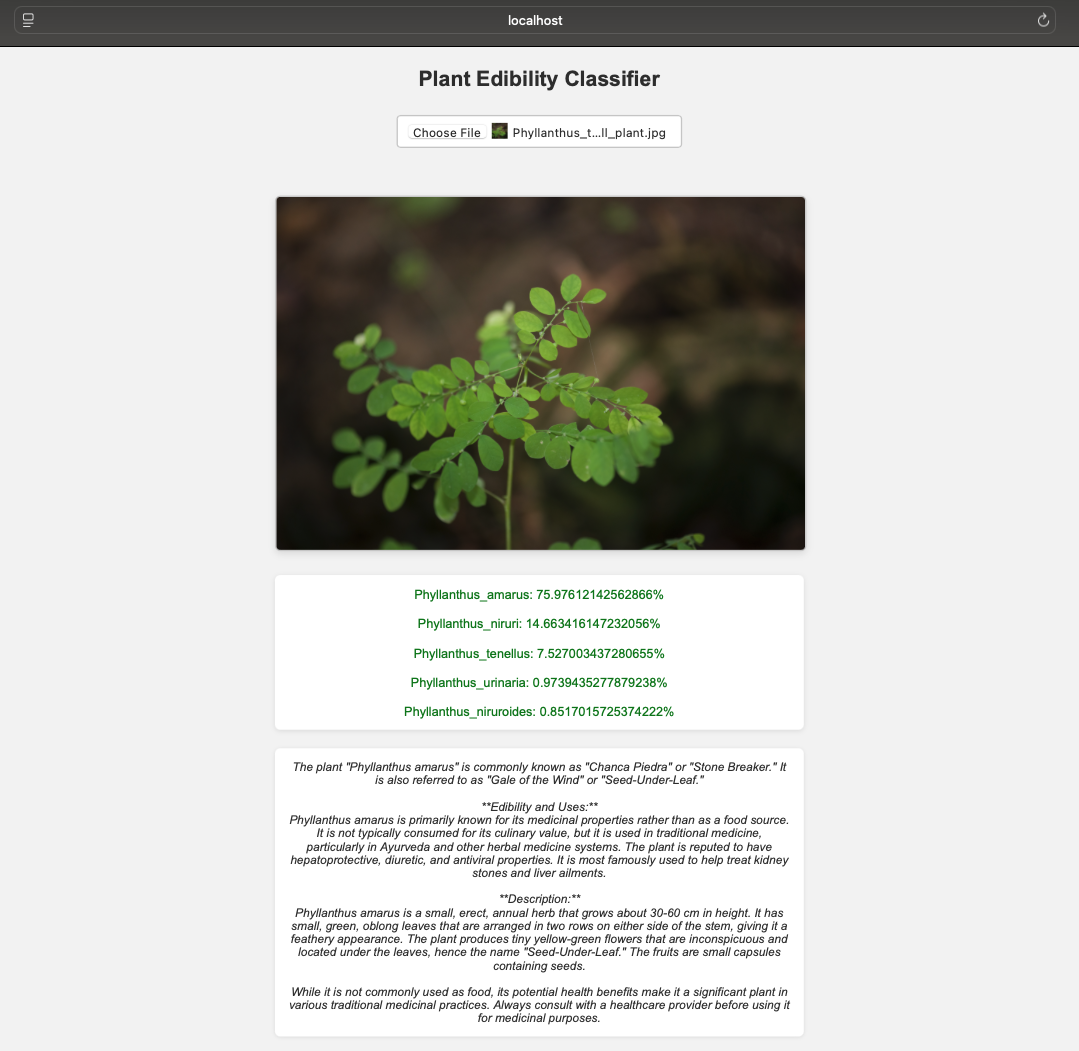 localhost
Plant Edibility Classifier
Choose File Phyllanthus_t...ll_plant.jpg
Phyllanthus_amarus: 75.97612142562866%
Phyllanthus_niruri: 14.663416147232056%
Phyllanthus_tenellus: 7.527003437280655%
Phyllanthus_urinaria: 0.9739435277879238%
Phyllanthus_niruroides: 0.8517015725374222%
The plant "Phyllanthus amarus" is commonly known as "Chanca Piedra" or "Stone Breaker." It
is also referred to as "Gale of the Wind" or "Seed-Under-Leaf."
**Edibility and Uses:**
Phyllanthus amarus is primarily known for its medicinal properties rather than as a food source.
It is not typically consumed for its culinary value, but it is used in traditional medicine,
particularly in Ayurveda and other herbal medicine systems. The plant is reputed to have
hepatoprotective, diuretic, and antiviral properties. It is most famously used to help treat kidney
stones and liver ailments.
**Description:**
Phyllanthus amarus is a small, erect, annual herb that grows about 30-60 cm in height. It has
small, green, oblong leaves that are arranged in two rows on either side of the stem, giving it a
feathery appearance. The plant produces tiny yellow-green flowers that are inconspicuous and
located under the leaves, hence the name "Seed-Under-Leaf." The fruits are small capsules
containing seeds.
While it is not commonly used as food, its potential health benefits make it a significant plant in
various traditional medicinal practices. Always consult with a healthcare provider before using it
for medicinal purposes.